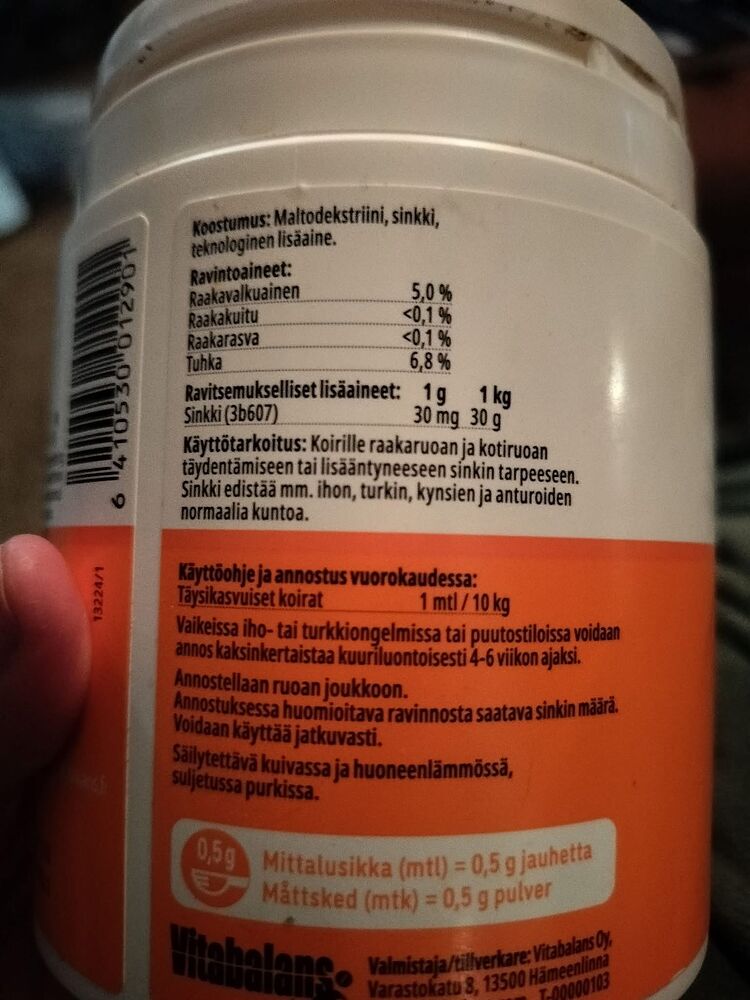 Koostumus: Maltodekstriini, sinkki,
teknologinen lisäaine.
Ravintoaineet:
Raakavalkuainen 5,0 %
Raakakuitu <0,1 %
Raakarasva <0,1 %
Tuhka 6,8 %
Ravitsemukselliset lisäaineet: 1 g 1 kg
Sinkki (3b607) 30 mg 30 g
Käyttötarkoitus: Koirille raakaruoan ja kotiruoan
täydentämiseen tai lisääntyneeseen sinkin tarpeeseen.
Sinkki edistää mm. ihon, turkin, kynsien ja anturoiden
normaalia kuntoa.
Käyttöohje ja annostus vuorokaudessa:
Täysikasvuiset koirat 1 mtl / 10 kg
Vaikeissa iho- tai turkkiongelmissa tai puutostiloissa voidaan
annos kaksinkertaistaa kuuriluontoisesti 4-6 viikon ajaksi.
Annostellaan ruoan joukkoon.
Annostuksessa huomioitava ravinnosta saatava sinkin määrä.
Voidaan käyttää jatkuvasti.
Säilytettävä kuivassa ja huoneenlämmössä,
suljetussa purkissa.
0,5 g
Mittalusikka (mtl) = 0,5 g jauhetta
Måttsked (mtk) = 0,5 g pulver
Vitabalans
Valmistaja/tillverkare: Vitabalans Oy,
Varastokatu 8, 13500 Hämeenlinna
T-00000103
6 410530 012901
13224/1